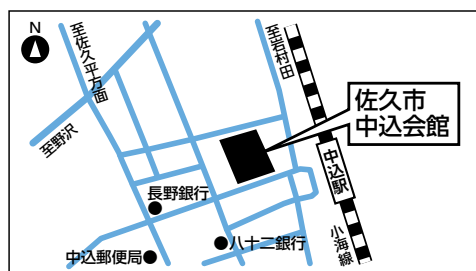 N
至佐久平方面
至岩村田
至野沢
佐久市
中込会館
中込駅
長野銀行
八十二銀行
中込郵便局
小海線